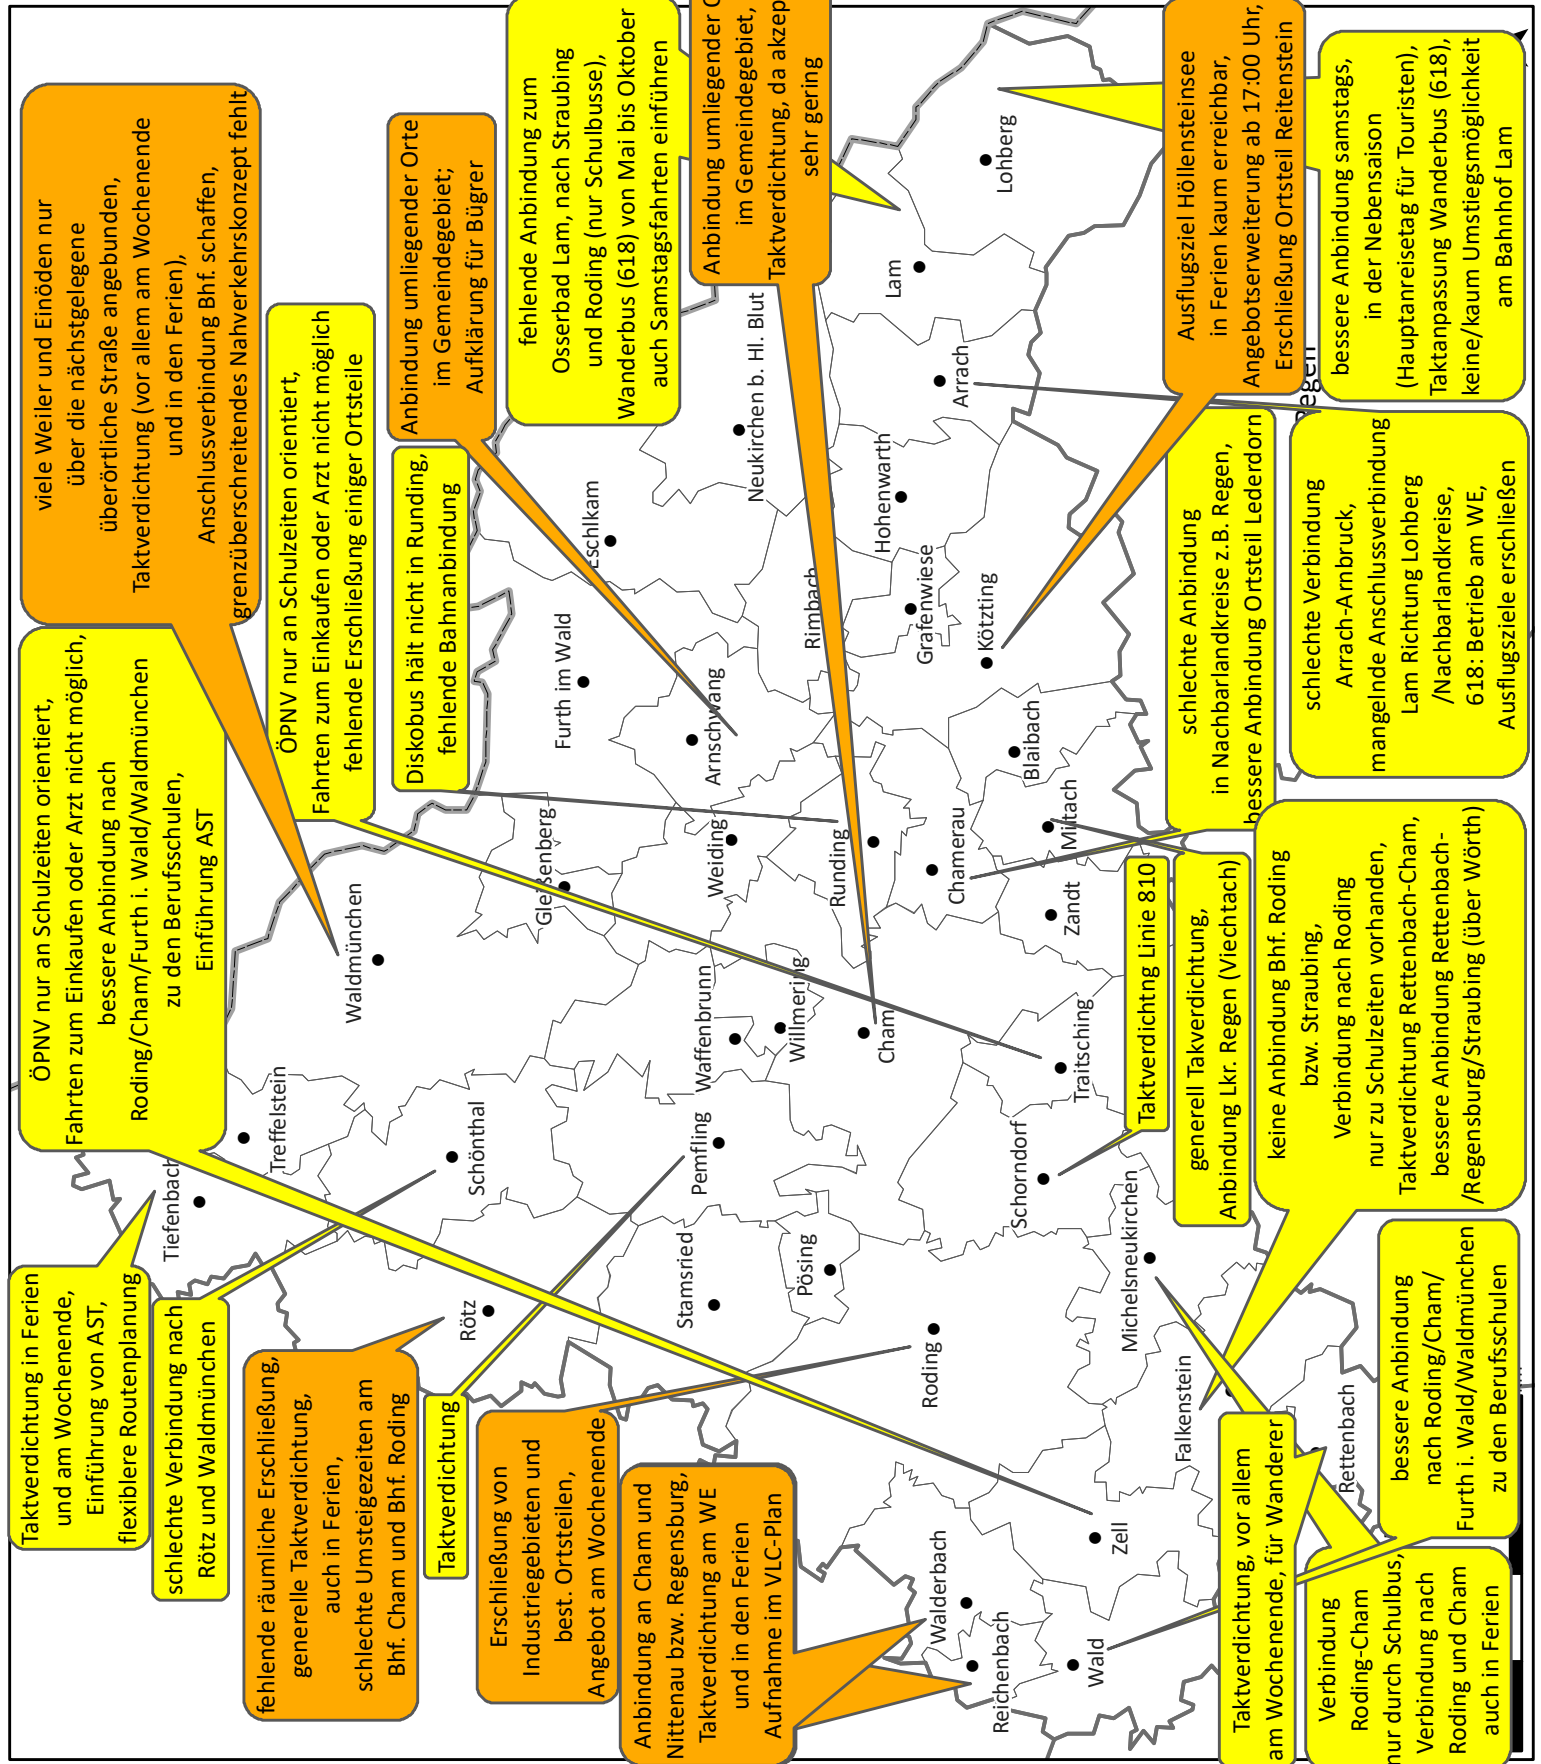 Taktverdichtung in Ferien
und am Wochenende,
Einführung von AST,
flexiblere Routenplanung
schlechte Verbindung nach
Rötz und Waldmünchen
fehlende räumliche Erschließung,
generelle Taktverdichtung,
auch in Ferien,
schlechte Umsteigezeiten am
Bhf. Cham und Bhf. Roding
Taktverdichtung
Erschließung von
Industriegebieten und
best. Ortsteilen,
Angebot am Wochenende
Anbindung an Cham und
Nittenau bzw. Regensburg,
Taktverdichtung am WE
und in den Ferien
Aufnahme im VLC-Plan
ÖPNV nur an Schulzeiten orientiert,
Fahrten zum Einkaufen oder Arzt nicht möglich,
bessere Anbindung nach
Roding/Cham/Furth i. Wald/Waldmünchen
zu den Berufsschulen,
Einführung AST
viele Weiler und Einöden nur
über die nächstgelegene
überörtliche Straße angebunden,
Taktverdichtung (vor allem am Wochenende
und in den Ferien),
Anschlussverbindung Bhf. schaffen,
grenzüberschreitendes Nahverkehrskonzept fehlt
ÖPNV nur an Schulzeiten orientiert,
Fahrten zum Einkaufen oder Arzt nicht möglich
fehlende Erschließung einiger Ortsteile
Diskobus hält nicht in Runding,
fehlende Bahnanbindung
Anbindung umliegender Orte
im Gemeindegebiet;
Aufklärung für Bügrer
fehlende Anbindung zum
Osserbad Lam, nach Straubing
und Roding (nur Schulbusse),
Wanderbus (618) von Mai bis Oktober
auch Samstagsfahrten einführen
Anbindung umliegender
im Gemeindegebiet,
Taktverdichtung, da
sehr gering
Tiefenbach
Treffelstein
Schönthal
Waldmünchen
Rötz
Gleißenberg
Furth im Wald
Eschlkam
Stamsried
Pemfling
Waffenbrunn
Willmering
Weiding
Arnschwang
Neukirchen b. Hl. Blut
Pösing
Cham
Runding
Rimbach
Lam
Lohberg
Roding
Chamerau
Grafenwiese
Hohenwarth
Arrach
Walderbach
Reichenbach
Schorndorf
Traitsching
Zandt
Miltach
Blaibach
Kötzting
Wald
Zell
Michelsneukirchen
Falkenstein
Rettenbach
Taktverdichtng Linie 810
generell Takverdichtung,
Anbindung Lkr. Regen (Viechtach)
schlechte Anbindung
in Nachbarlandkreise z.B. Regen,
bessere Anbindung Ortsteil Lederdorn
Ausflugsziel Höllensteinsee
in Ferien kaum erreichbar,
Angebotserweiterung ab 17:00 Uhr,
Erschließung Ortsteil Reitenstein
bessere Anbindung samstags,
in der Nebensaison
(Hauptanreisetag für Touristen),
Taktanpassung Wanderbus (618),
keine/kaum Umstiegsmöglichkeit
am Bahnhof Lam
schlechte Verbindung
Arrach-Arnbruck,
mangelnde Anschlussverbindung
Lam Richtung Lohberg
/Nachbarlandkreise,
618: Betrieb am WE,
Ausflugsziele erschließen
keine Anbindung Bhf. Roding
bzw. Straubing,
Verbindung nach Roding
nur zu Schulzeiten vorhanden,
Taktverdichtung Rettenbach-Cham,
bessere Anbindung Rettenbach-
/Regensburg/Straubing (über Wörth)
bessere Anbindung
nach Roding/Cham/
Furth i. Wald/Waldmünchen
zu den Berufsschulen
Taktverdichtung, vor allem
am Wochenende, für Wanderer
Verbindung
Roding-Cham
nur durch Schulbus,
Verbindung nach
Roding und Cham
auch in Ferien